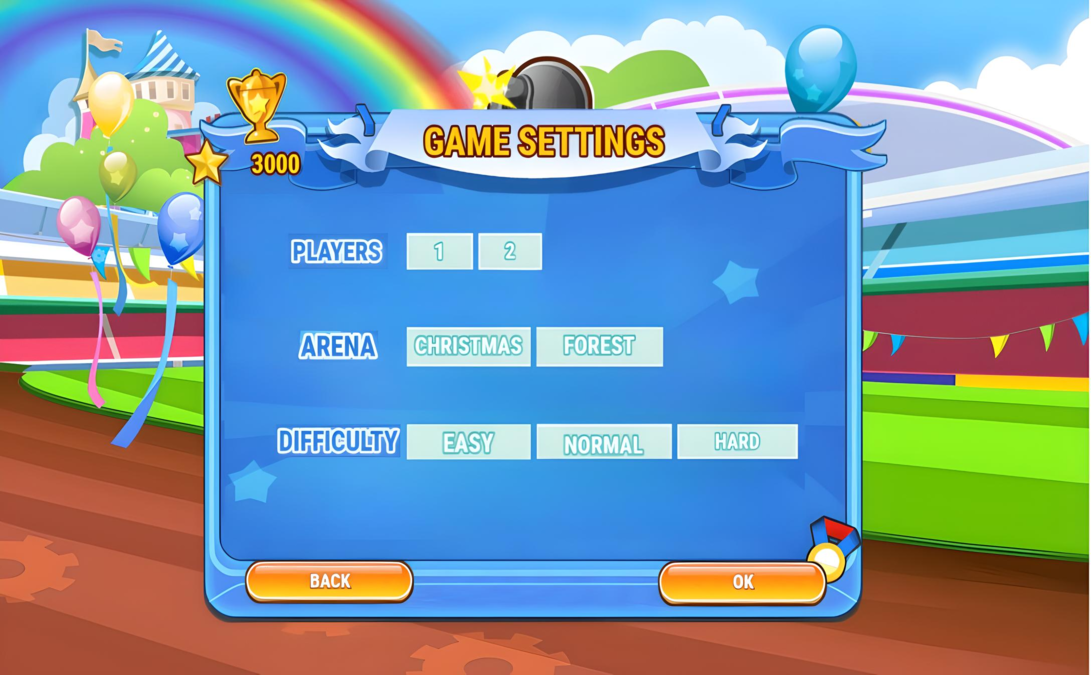 GAME SETTINGS
3000
PLAYERS 1 2
ARENA CHRISTMAS FOREST
DIFFICULTY EASY NORMAL HARD
BACK OK